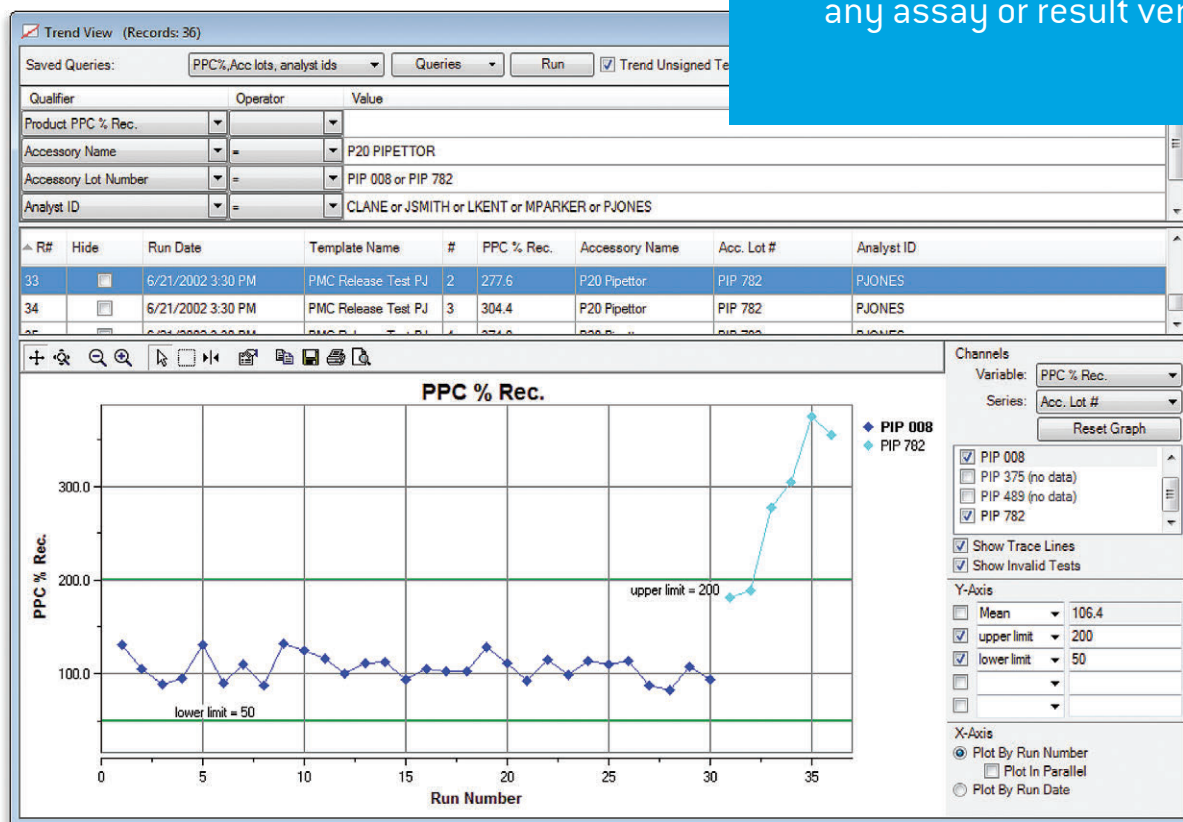 any assay or result
Trend View (Records: 36)
Saved Queries: PPC%,Acc lots, analyst ids Queries Run Trend Unsigned
Qualifier Operator Value
Product PPC % Rec.
Accessory Name = P20 PIPETTOR
Accessory Lot Number = PIP 008 or PIP 782
Analyst ID = CLANE or JSMITH or LKENT or MPARKER or PJONES
R# Hide Run Date Template Name # PPC % Rec. Accessory Name Acc. Lot # Analyst ID
33 6/21/2002 3:30 PM PMC Release Test PJ 2 277.6 P20 Pipettor PIP 782 PJONES
34 6/21/2002 3:30 PM PMC Release Test PJ 3 304.4 P20 Pipettor PIP 782 PJONES
PPC % Rec.
PIP 008
PIP 782
300.0
200.0
100.0
PPC % Rec.
upper limit = 200
lower limit = 50
0 5 10 15 20 25 30 35
Run Number
Channels
Variable: PPC % Rec.
Series: Acc. Lot #
Reset Graph
PIP 008
PIP 375 (no data)
PIP 489 (no data)
PIP 782
Show Trace Lines
Show Invalid Tests
Y-Axis
Mean 106.4
upper limit 200
lower limit 50
X-Axis
Plot By Run Number
Plot In Parallel
Plot By Run Date